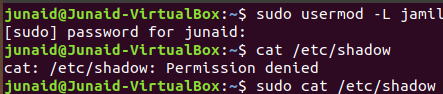 junaid@Junaid-VirtualBox:~$ sudo usermod -L jamil
[sudo] password for junaid:
junaid@Junaid-VirtualBox:~$ cat /etc/shadow
cat: /etc/shadow: Permission denied
junaid@Junaid-VirtualBox:~$ sudo cat /etc/shadow